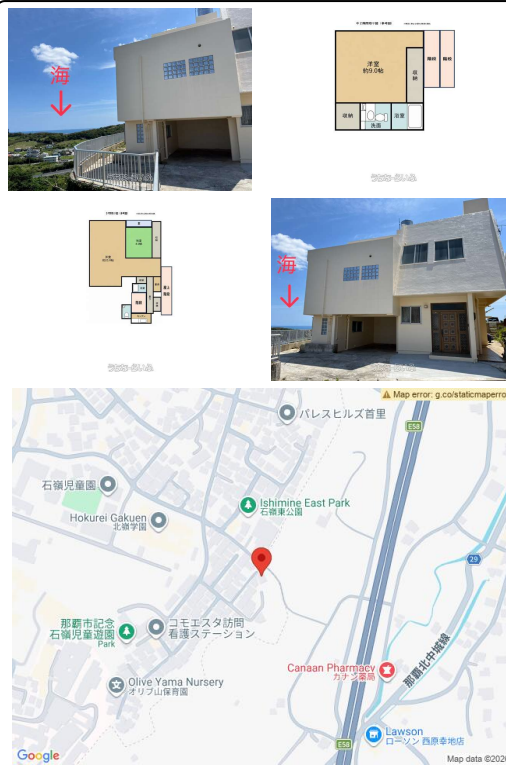 海
洋室
約9.0帖
収
納
階段
階段
収納
洗面
浴室
海
⚠ Map error: g.co/staticmaperro
パレスヒルズ首里
E58
石嶺児童園
Ishimine East Park
石嶺東公園
Hokurei Gakuen
北嶺学園
29
那覇市記念
石嶺児童遊園
Park
コモエスタ訪問
看護ステーション
那覇北中城線
Canaan Pharmacy
カナン薬局
Olive Yama Nursery
オリブ山保育園
Lawson
ローソン 西原幸地店
E58
Google
Map data ©2026